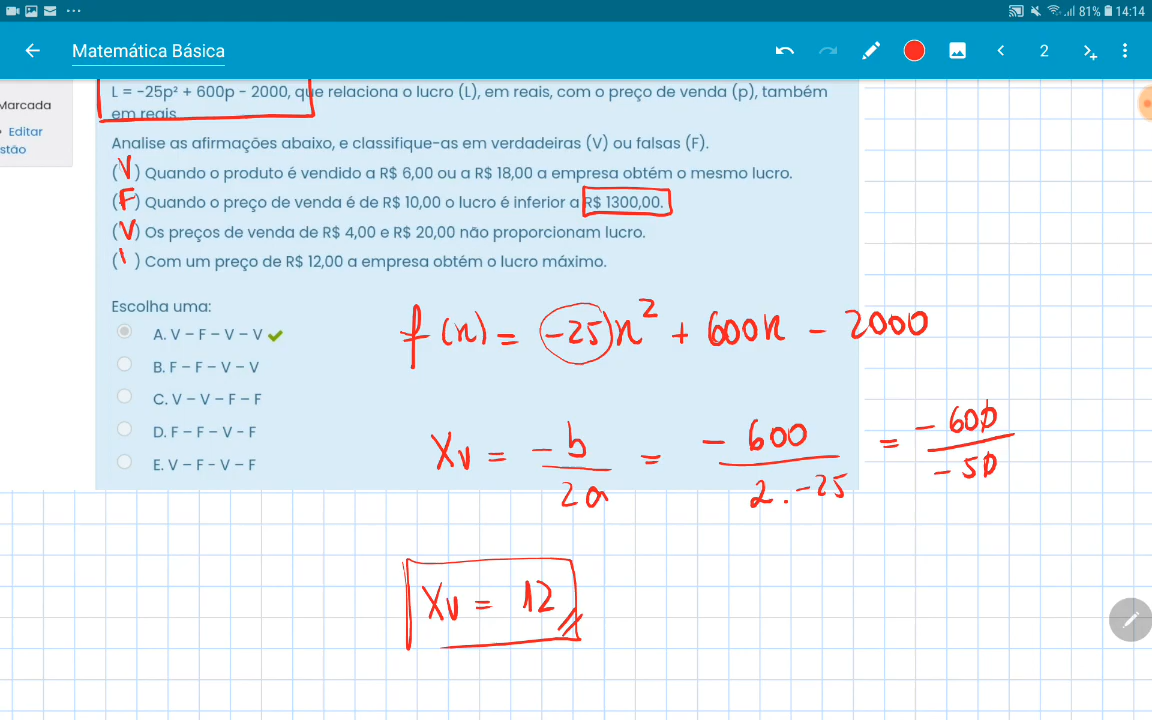 81% 14:14
Matemática Básica
2
Marcada
Editar
stão
L = -25p² + 600p - 2000, que relaciona o lucro (L), em reais, com o preço de venda (p), também
em reais.
Analise as afirmações abaixo, e classifique-as em verdadeiras (V) ou falsas (F).
(V) Quando o produto é vendido a R$ 6,00 ou a R$ 18,00 a empresa obtém o mesmo lucro.
(F) Quando o preço de venda é de R$ 10,00 o lucro é inferior a R$ 1300,00.
(V) Os preços de venda de R$ 4,00 e R$ 20,00 não proporcionam lucro.
(\) Com um preço de R$ 12,00 a empresa obtém o lucro máximo.
Escolha uma:
A. V – F – V – V
B. F – F – V – V
C. V – V – F – F
D. F – F – V - F
E. V – F - V – F
f(x) = -25x² + 600x - 2000
Xv = -b/2a = -600/2.-25 = -600/-50
Xv = 12